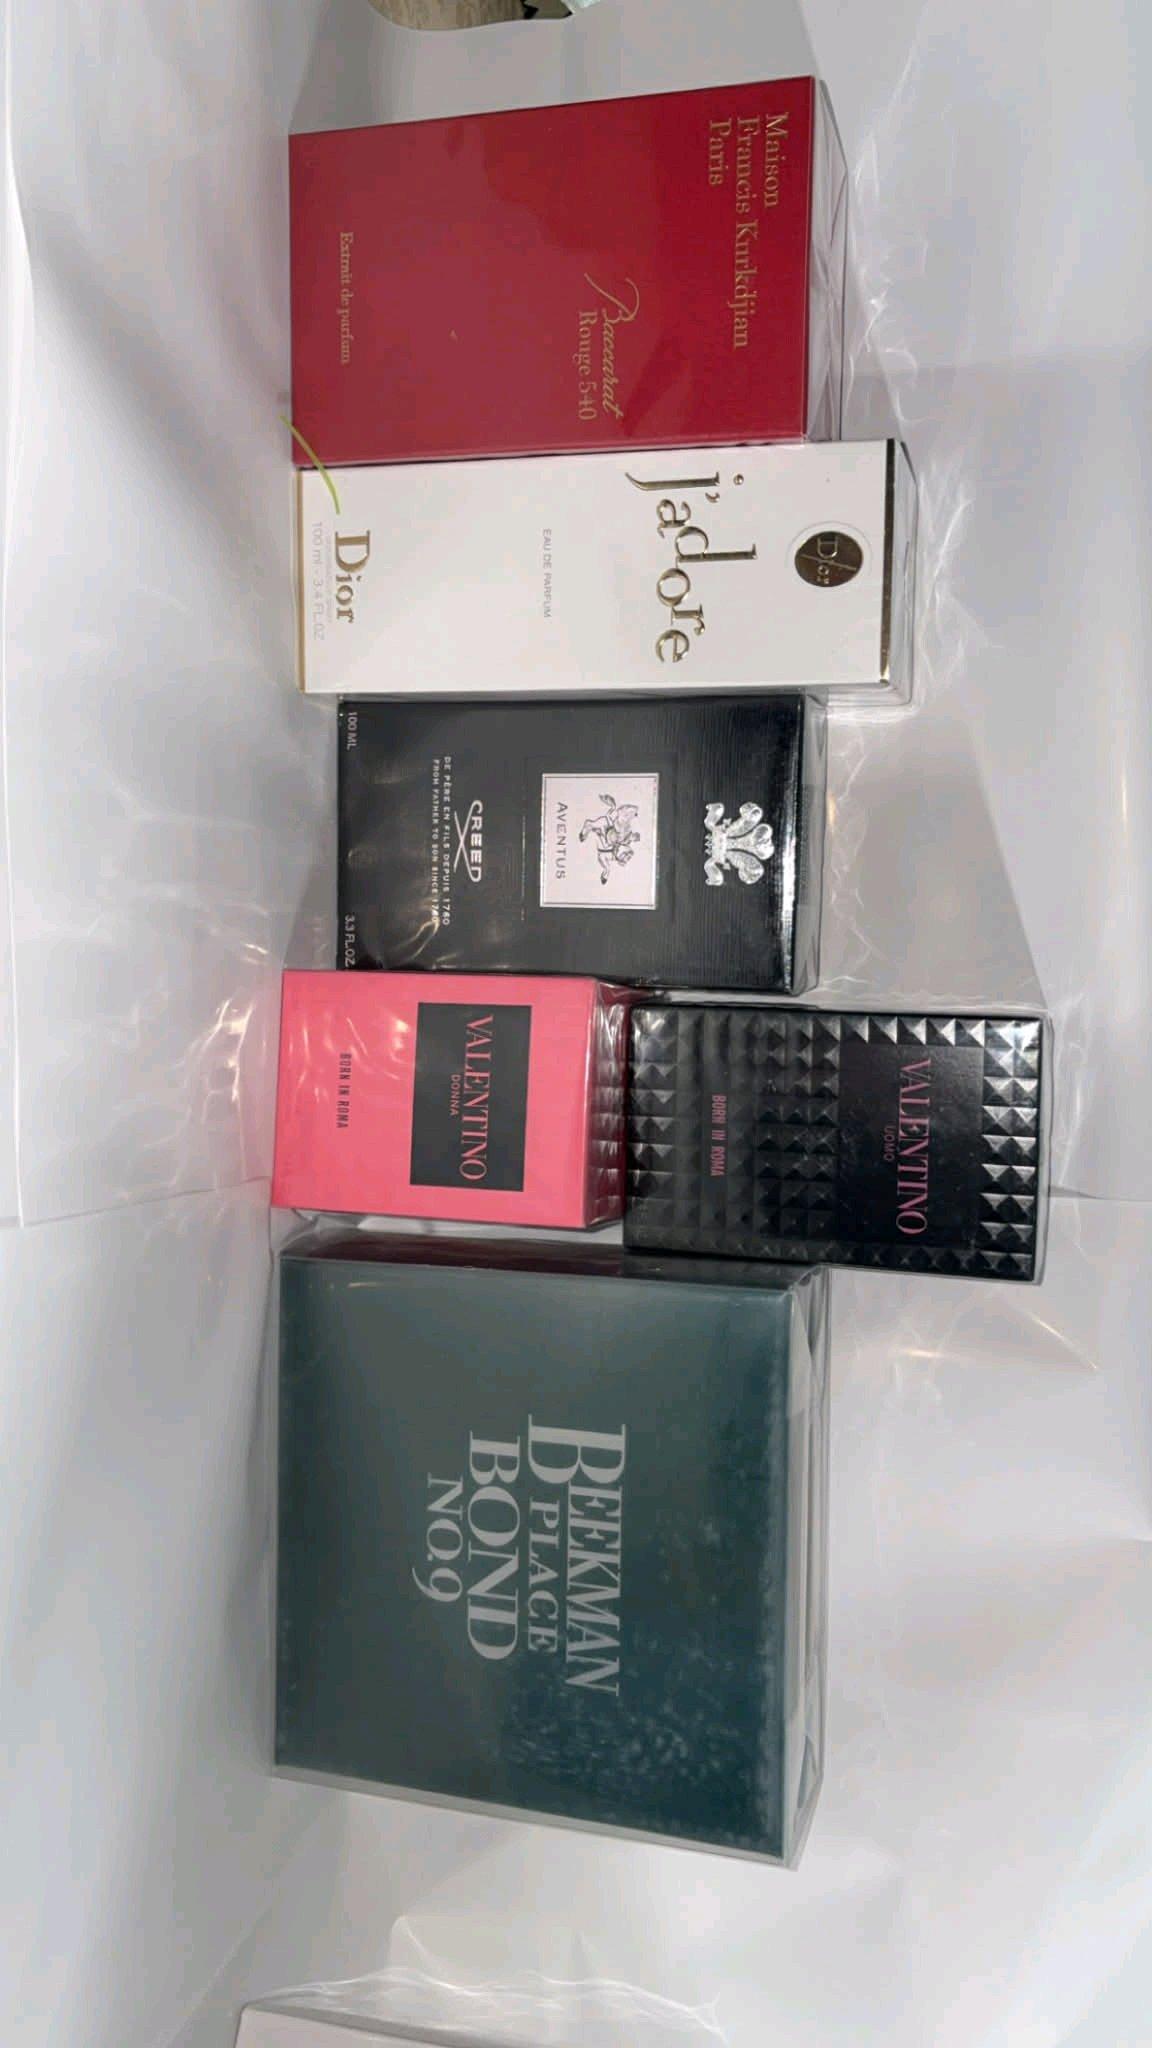 Maison
Francis Kurkdjian
Paris
Baccarat
Rouge 540
Extrait de parfum
Dior
j'adore
EAU DE PARFUM
Dior
100 ml - 3.4 FL.OZ
AVENTUS
CREED
DE PÈRE EN FILS DEPUIS 1760
FROM FATHER TO SON SINCE 1760
100 ML
3.3 FL.OZ
VALENTINO
DONNA
BORN IN ROMA
VALENTINO
UOMO
BORN IN ROMA
BEEKMAN
PLACE
BOND
NO.9